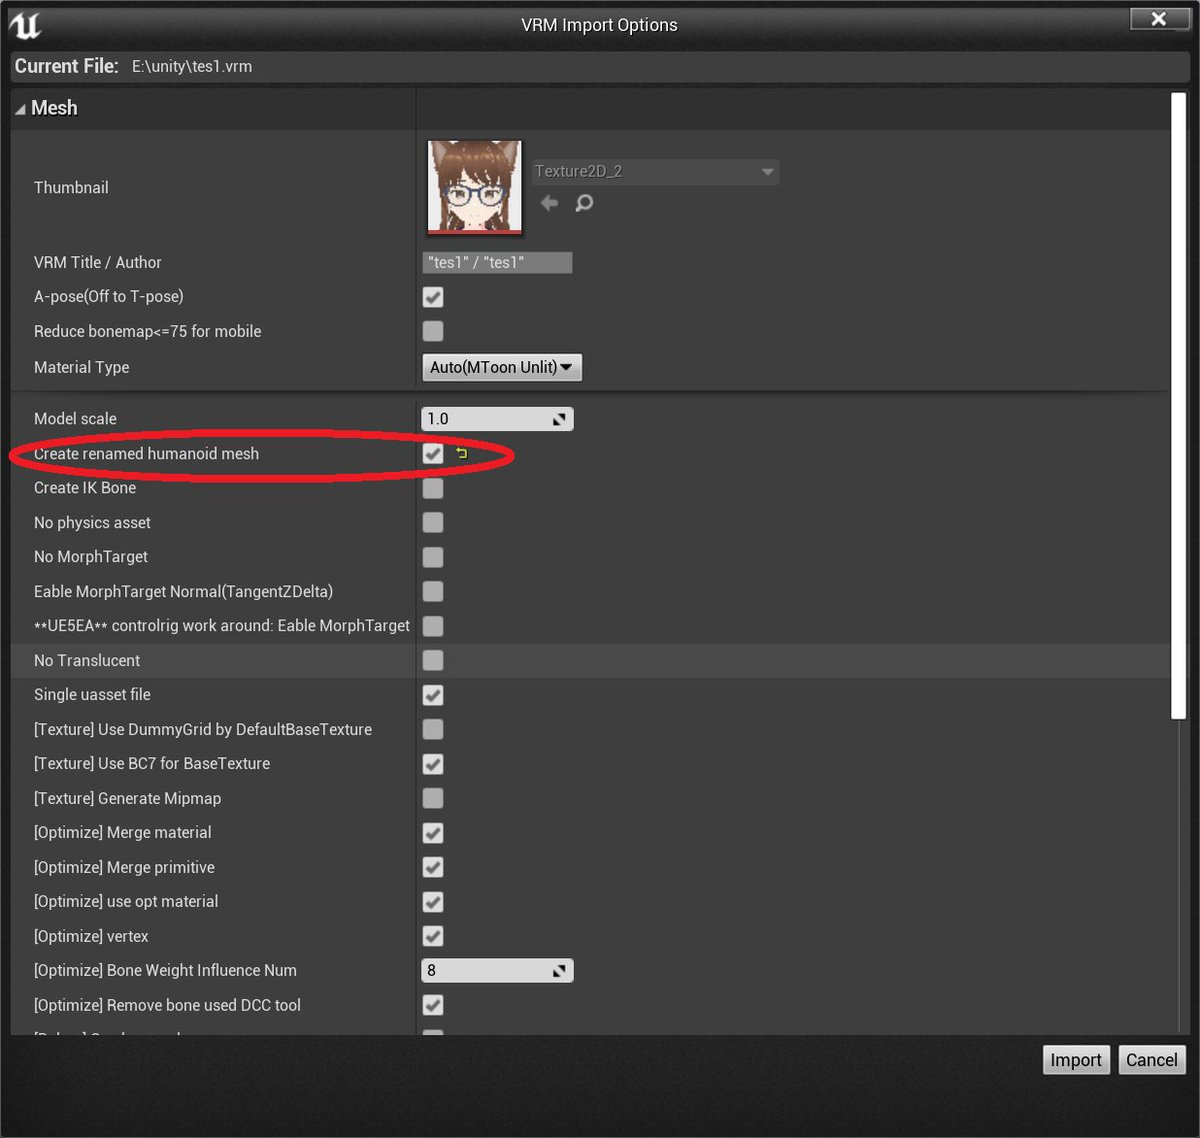 VRM Import Options
Current File: E:\unity\tes1.vrm
Mesh
Thumbnail
Texture2D_2
VRM Title / Author "tes1" / "tes1"
A-pose(Off to T-pose)
Reduce bonemap<=75 for mobile
Material Type Auto(MToon Unlit)
Model scale 1.0
Create renamed humanoid mesh
Create IK Bone
No physics asset
No MorphTarget
Eable MorphTarget Normal(TangentZDelta)
**UE5EA** controlrig work around: Eable MorphTarget
No Translucent
Single uasset file
[Texture] Use DummyGrid by DefaultBaseTexture
[Texture] Use BC7 for BaseTexture
[Texture] Generate Mipmap
[Optimize] Merge material
[Optimize] Merge primitive
[Optimize] use opt material
[Optimize] vertex
[Optimize] Bone Weight Influence Num 8
[Optimize] Remove bone used DCC tool
Import Cancel